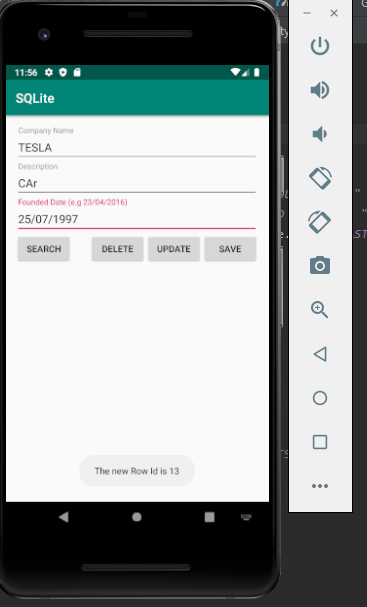 11:56
SQLite
Company Name
TESLA
Description
CAr
Founded Date (e.g 23/04/2016)
25/07/1997
SEARCH DELETE UPDATE SAVE
The new Row Id is 13